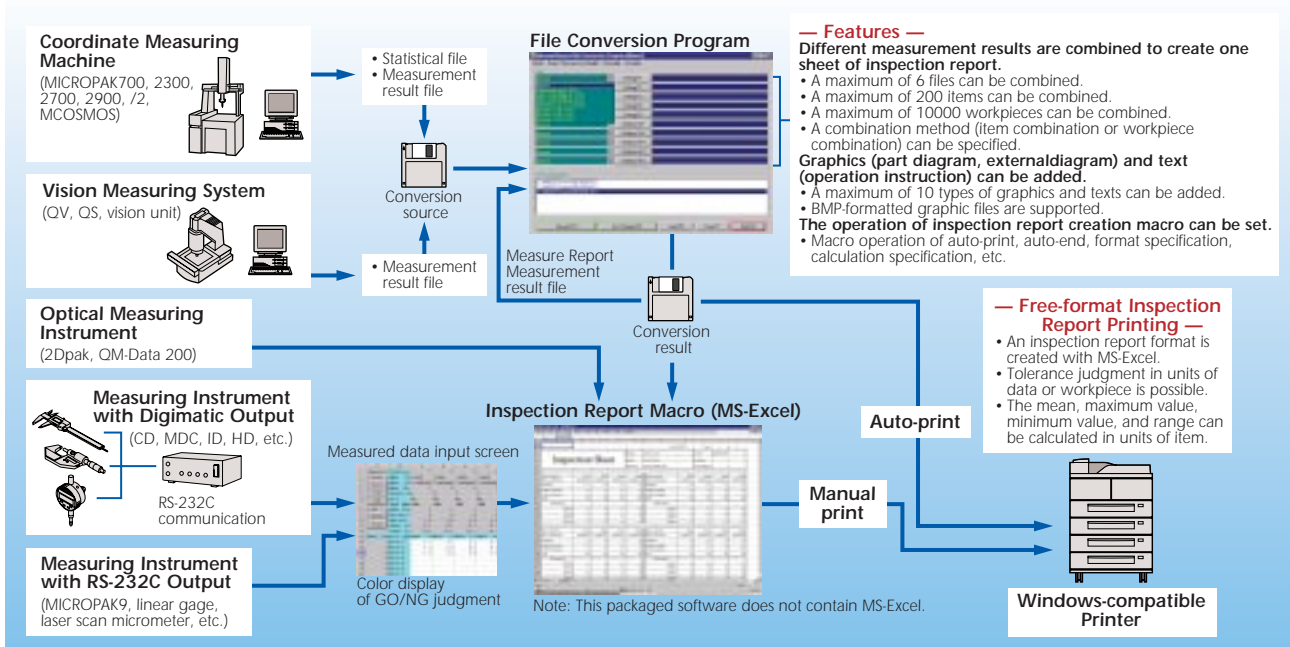 Coordinate Measuring
Machine
(MICROPAK700, 2300,
2700, 2900, /2,
MCOSMOS)
• Statistical file
• Measurement
result file
Conversion
source
Vision Measuring System
(QV, QS, vision unit)
• Measurement
result file
Optical Measuring
Instrument
(2Dpak, QM-Data 200)
Measuring Instrument
with Digimatic Output
(CD, MDC, ID, HD, etc.)
RS-232C
communication
Measuring Instrument
with RS-232C Output
(MICROPAK9, linear gage,
laser scan micrometer, etc.)
File Conversion Program
Measure Report
Measurement
result file
Conversion
result
Measured data input screen
Color display
of GO/NG judgment
Inspection Report Macro (MS-Excel)
Inspection Sheet
Note: This packaged software does not contain MS-Excel.
— Features —
Different measurement results are combined to create one
sheet of inspection report.
• A maximum of 6 files can be combined.
• A maximum of 200 items can be combined.
• A maximum of 10000 workpieces can be combined.
• A combination method (item combination or workpiece
combination) can be specified.
Graphics (part diagram, externaldiagram) and text
(operation instruction) can be added.
• A maximum of 10 types of graphics and texts can be added.
• BMP-formatted graphic files are supported.
The operation of inspection report creation macro can be set.
• Macro operation of auto-print, auto-end, format specification,
calculation specification, etc.
— Free-format Inspection
Report Printing —
• An inspection report format is
created with MS-Excel.
• Tolerance judgment in units of
data or workpiece is possible.
• The mean, maximum value,
minimum value, and range can
be calculated in units of item.
Auto-print
Manual
print
Windows-compatible
Printer